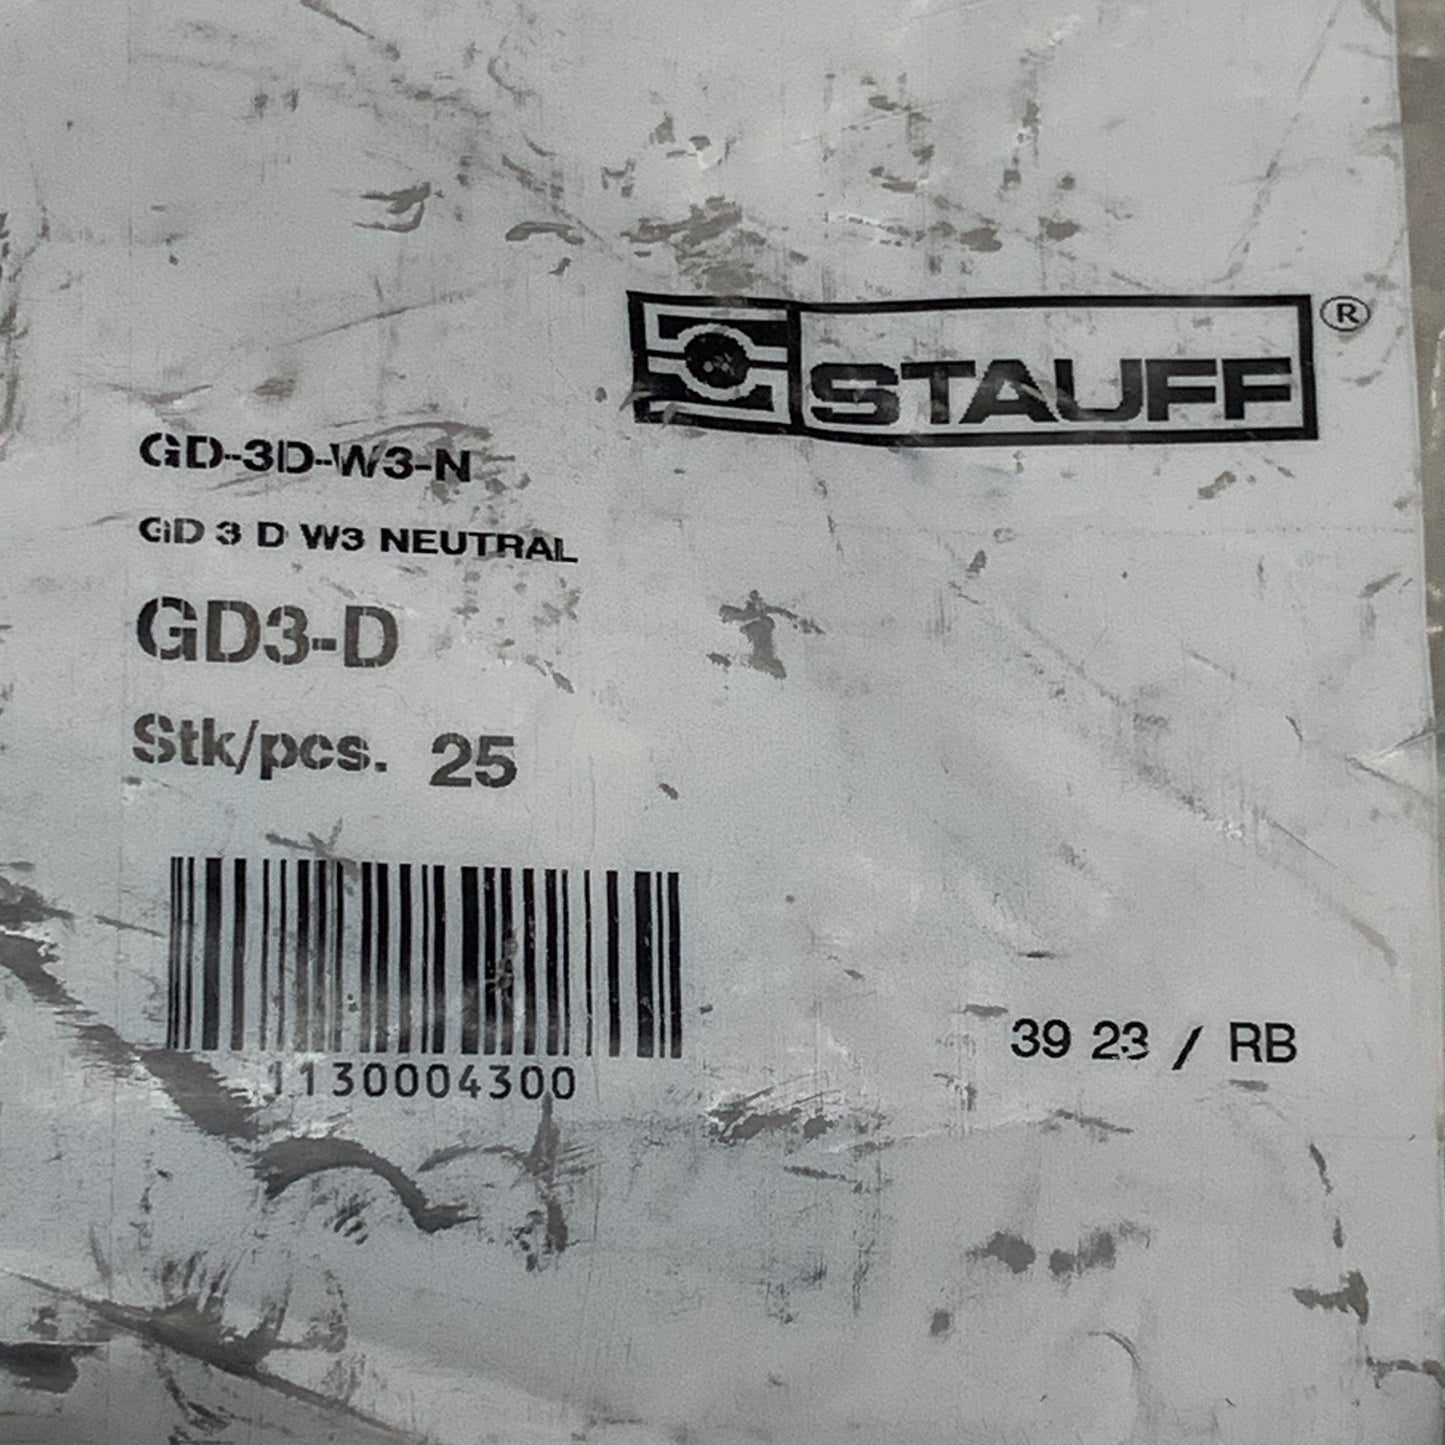 STAUFF ®
GD-3D-W3-N
GD 3 D W3 NEUTRAL
GD3-D
Stk/pcs. 25
1130004300
39 23 / RB